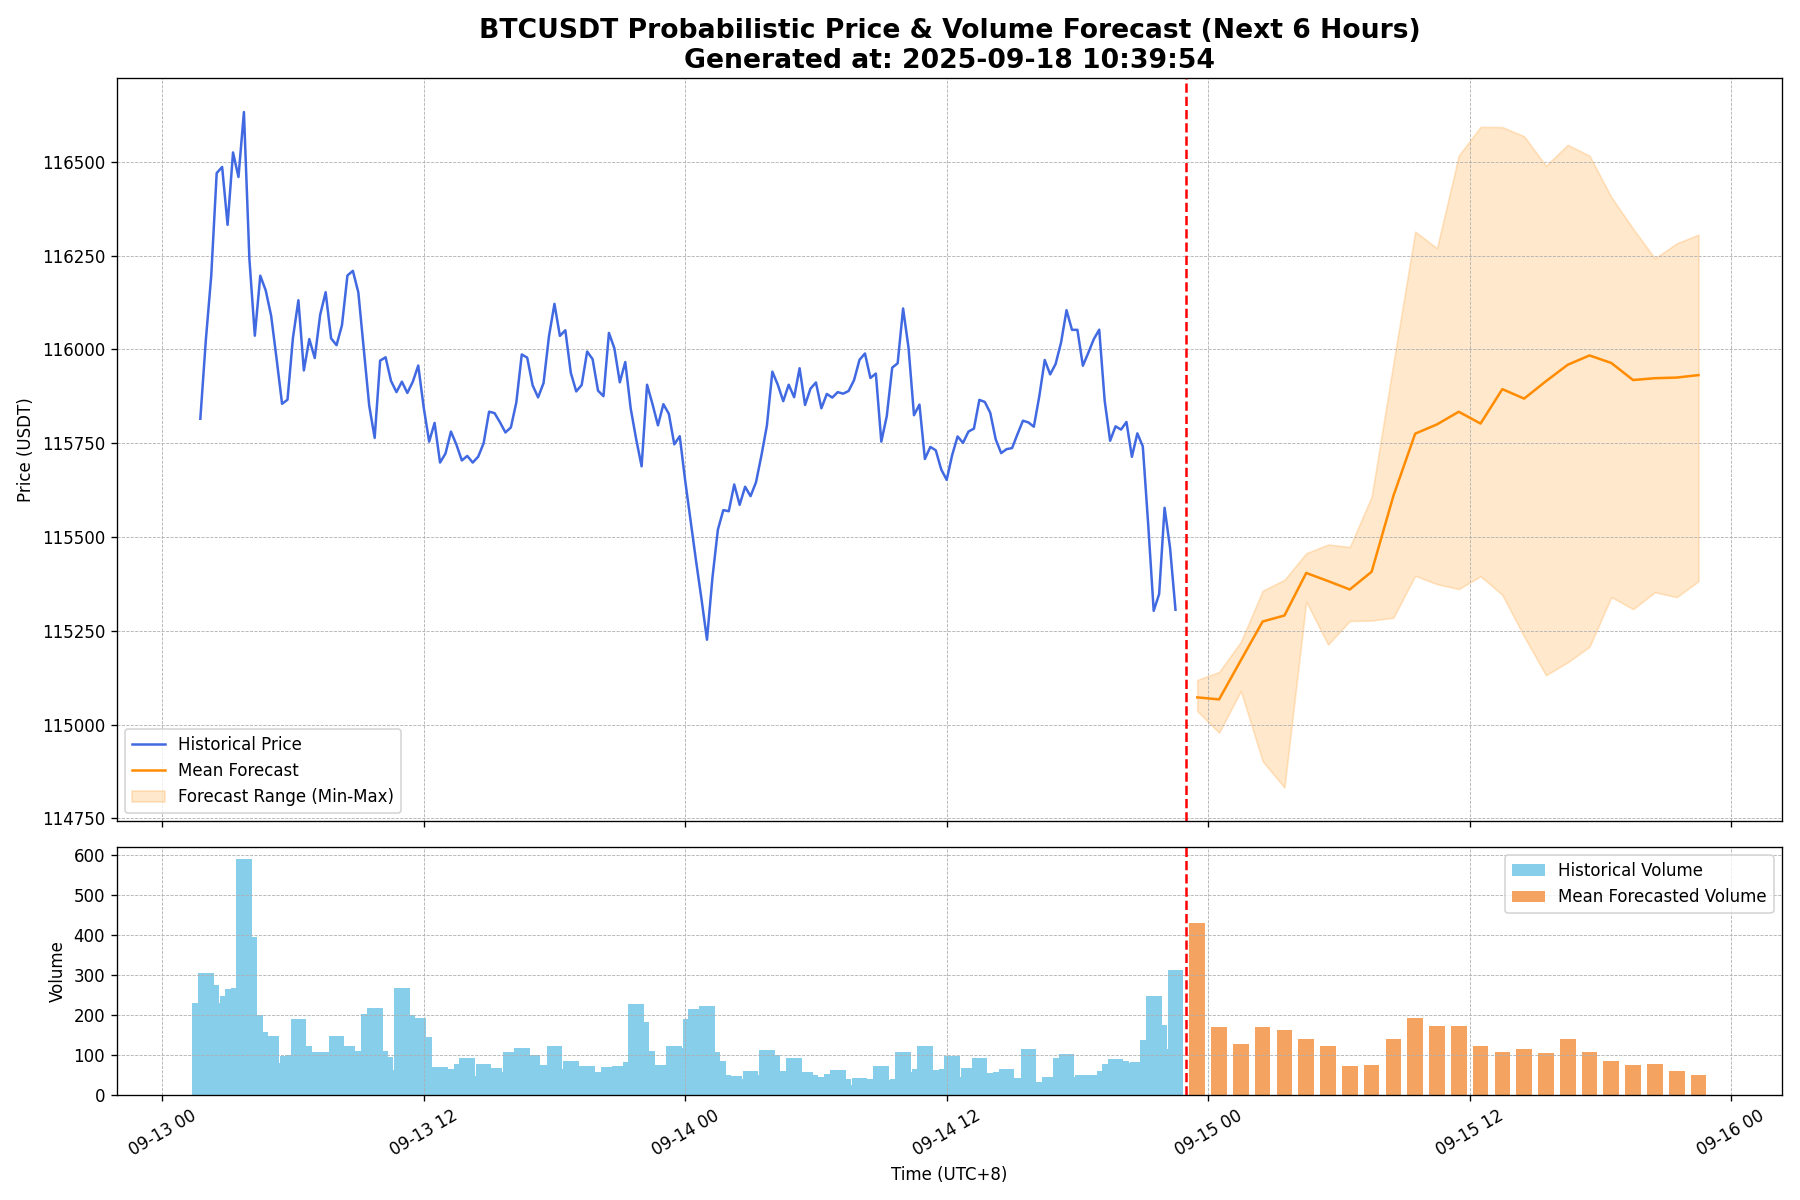 BTCUSDT Probabilistic Price & Volume Forecast (Next 6 Hours)
Generated at: 2025-09-18 10:39:54
Price (USDT)
116500
116250
116000
115750
115500
115250
115000
114750
Historical Price
Mean Forecast
Forecast Range (Min-Max)
Volume
600
500
400
300
200
100
0
Historical Volume
Mean Forecasted Volume
09-13 00
09-13 12
09-14 00
09-14 12
09-15 00
09-15 12
09-16 00
Time (UTC+8)